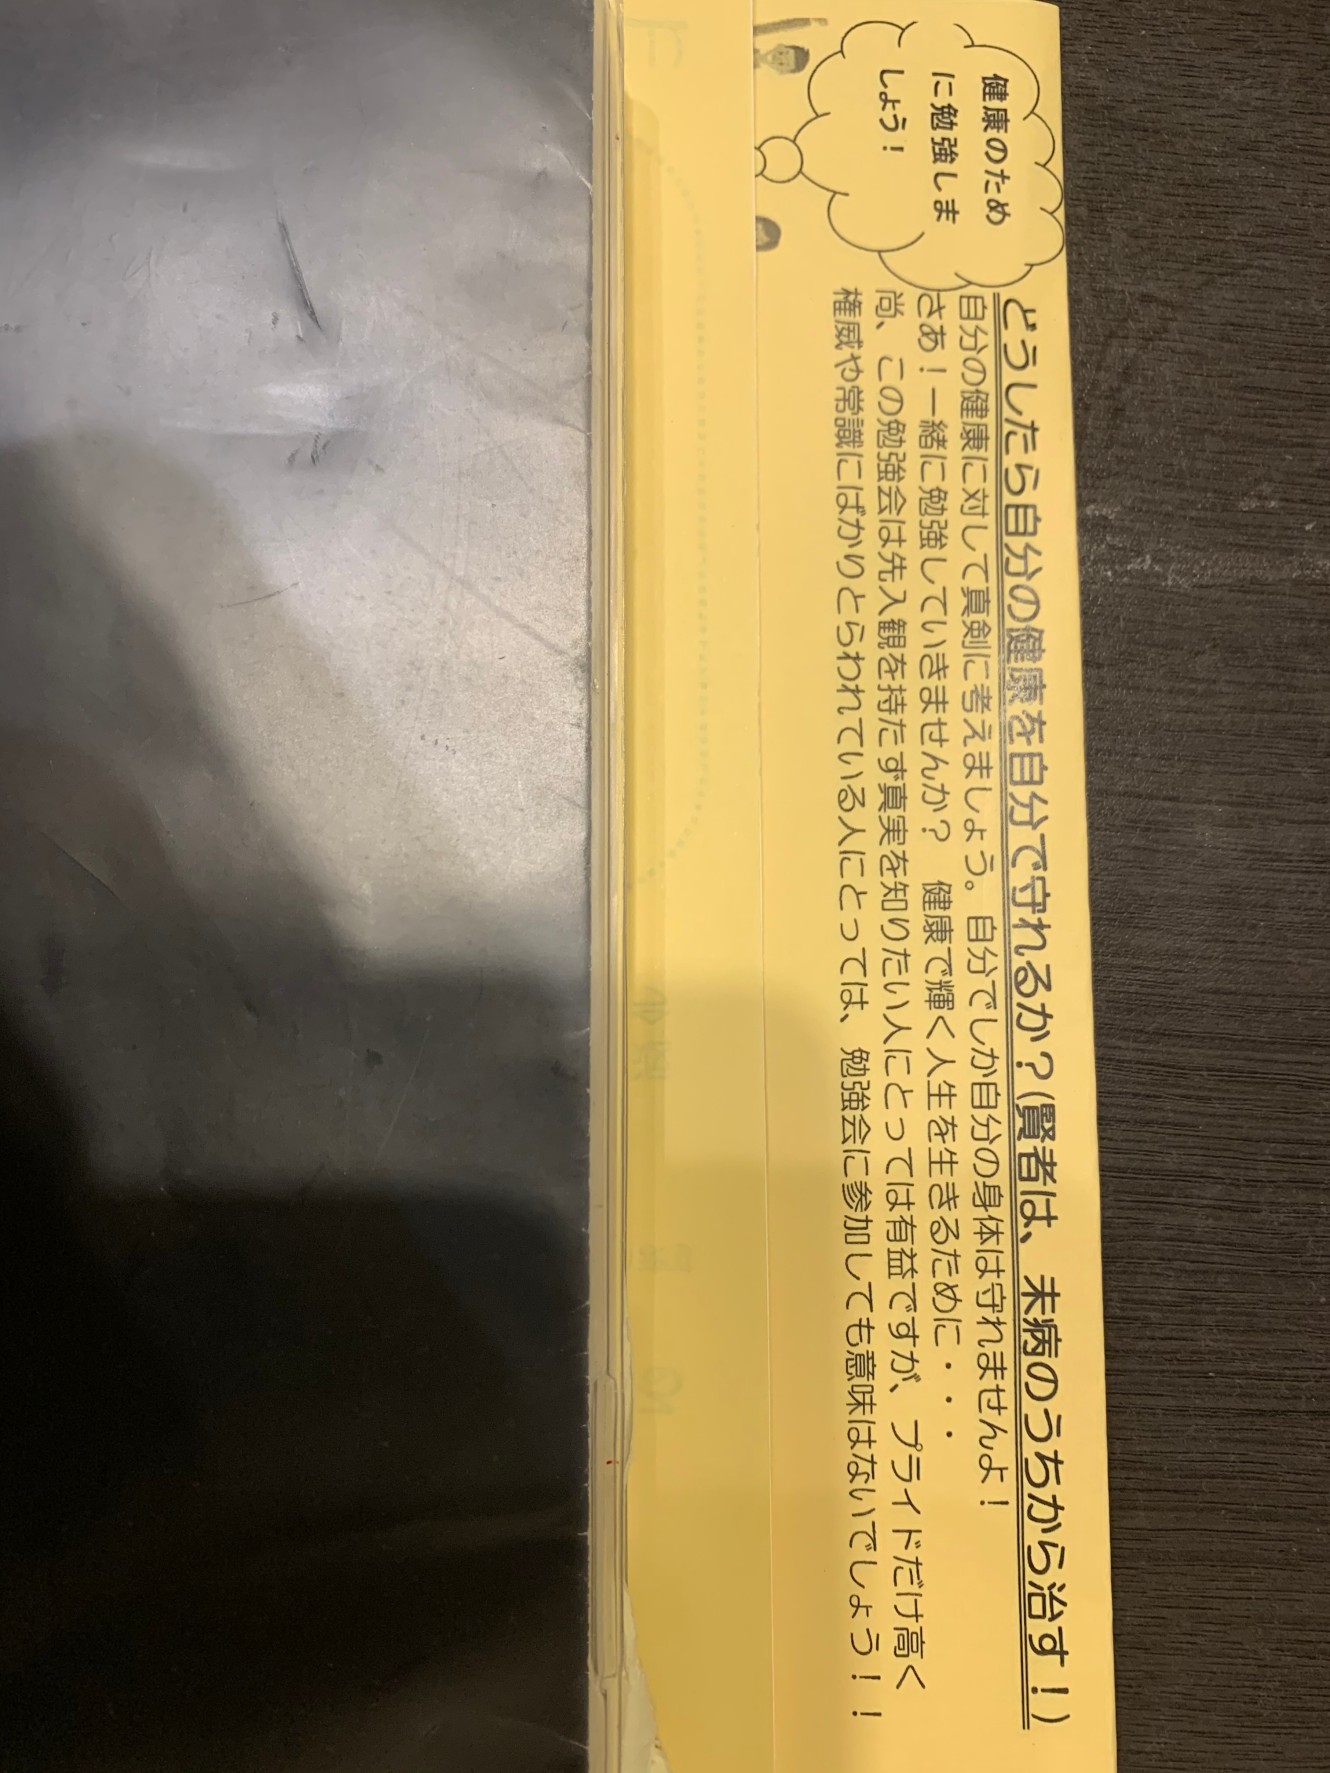 健康のため
に勉強しま
しょう！
どうしたら自分の健康を自分で守れるか？(賢者は、未病のうちから治す！)
自分の健康に対して真剣に考えましょう。自分でしか自分の身体は守れませんよ！
さあ！一緒に勉強していきませんか？　健康で輝く人生を生きるために・・・
尚、この勉強会は先入観を持たず真実を知りたい人にとっては有益ですが、プライドだけ高く
権威や常識にばかりとらわれている人にとっては、勉強会に参加しても意味はないでしょう！！